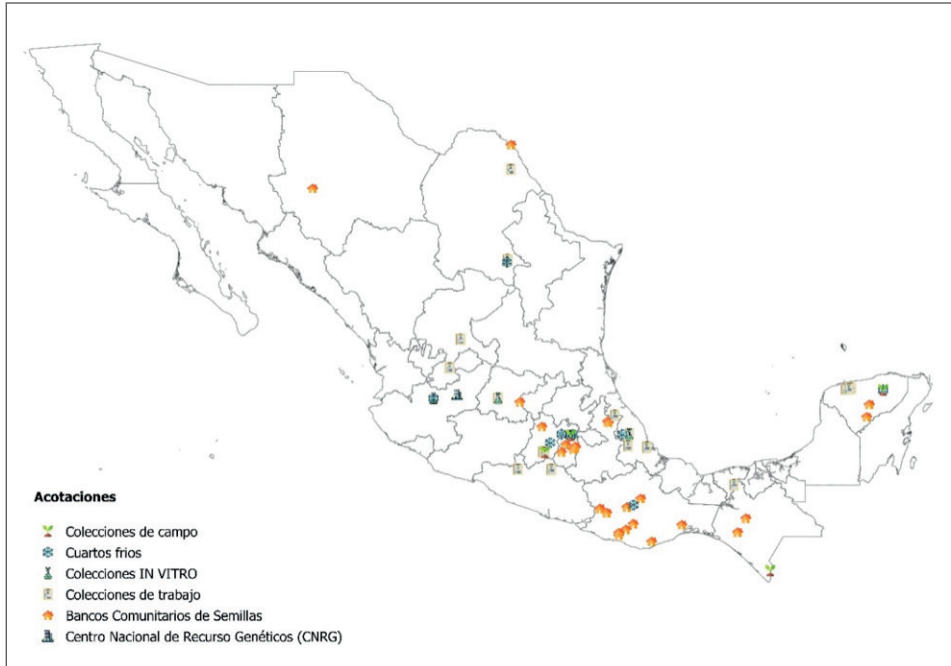 Acotaciones
Colecciones de campo
Cuartos frios
Colecciones IN VITRO
Colecciones de trabajo
Bancos Comunitarios de Semillas
Centro Nacional de Recurso Genéticos (CNRG)